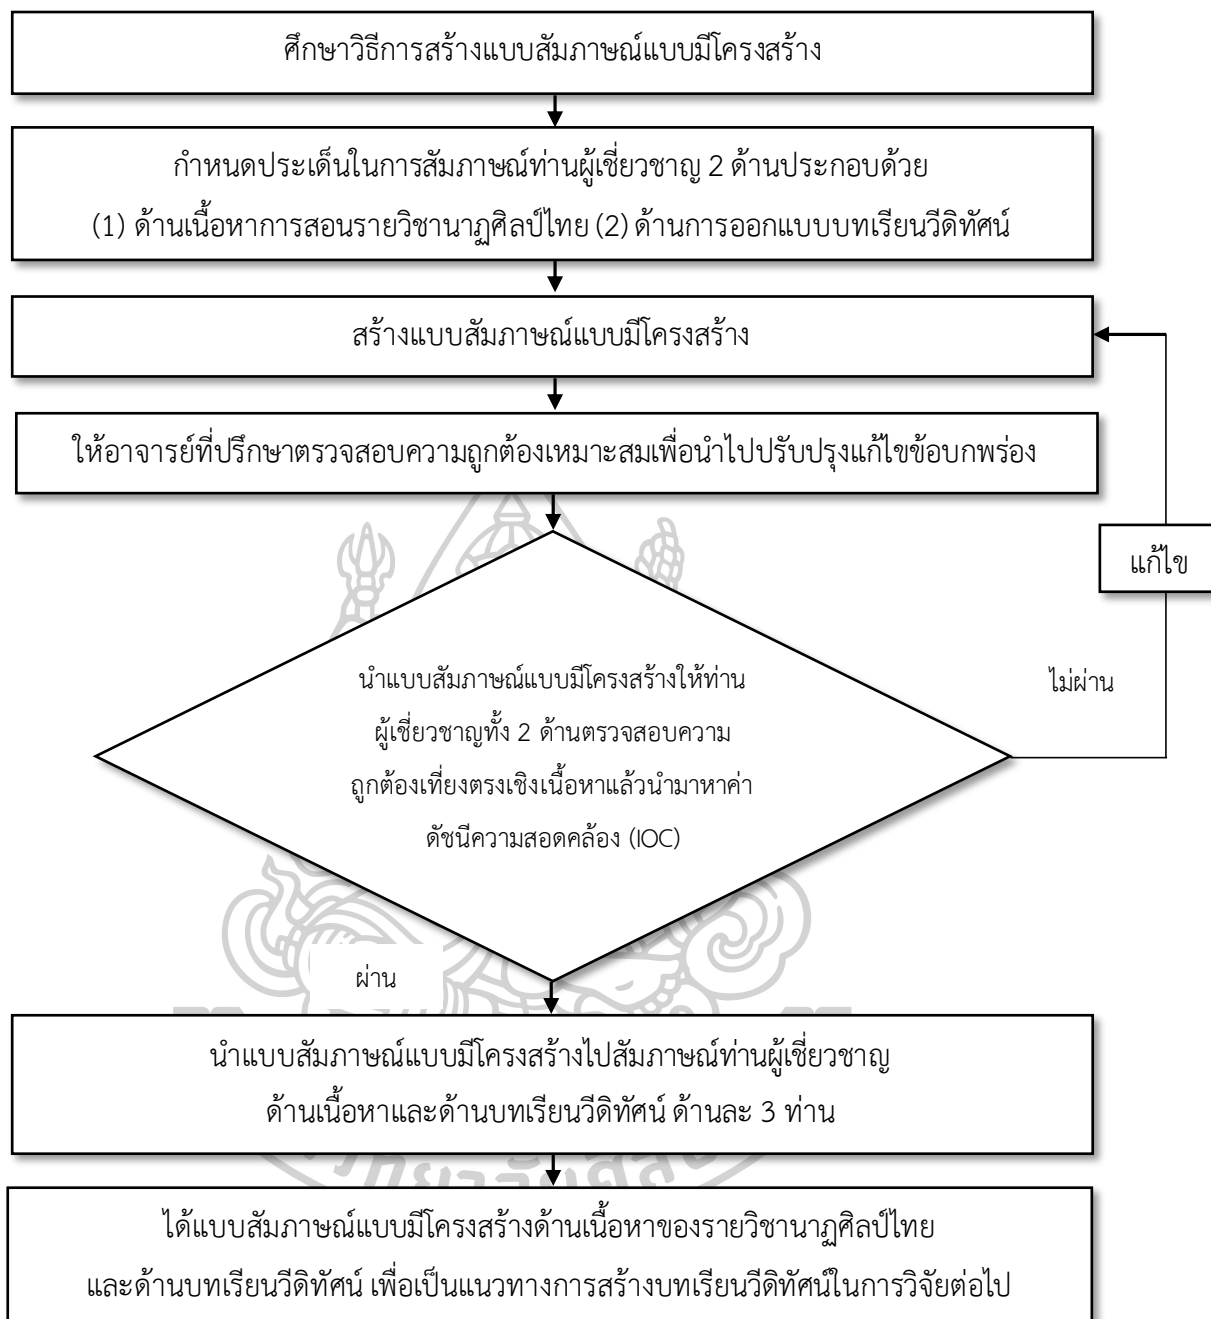 ศึกษาวิธีการสร้างแบบสัมภาษณ์แบบมีโครงสร้าง
กำหนดประเด็นในการสัมภาษณ์ท่านผู้เชี่ยวชาญ 2 ด้านประกอบด้วย
(1) ด้านเนื้อหาการสอนรายวิชานาฏศิลป์ไทย (2) ด้านการออกแบบบทเรียนวีดิทัศน์
สร้างแบบสัมภาษณ์แบบมีโครงสร้าง
ให้อาจารย์ที่ปรึกษาตรวจสอบความถูกต้องเหมาะสมเพื่อนำไปปรับปรุงแก้ไขข้อบกพร่อง
แก้ไข
ไม่ผ่าน
นำแบบสัมภาษณ์แบบมีโครงสร้างให้ท่าน
ผู้เชี่ยวชาญทั้ง 2 ด้านตรวจสอบความ
ถูกต้องเที่ยงตรงเชิงเนื้อหาแล้วนำมาหาค่า
ดัชนีความสอดคล้อง (IOC)
ผ่าน
นำแบบสัมภาษณ์แบบมีโครงสร้างไปสัมภาษณ์ท่านผู้เชี่ยวชาญ
ด้านเนื้อหาและด้านบทเรียนวีดิทัศน์ ด้านละ 3 ท่าน
ได้แบบสัมภาษณ์แบบมีโครงสร้างด้านเนื้อหาของรายวิชานาฏศิลป์ไทย
และด้านบทเรียนวีดิทัศน์ เพื่อเป็นแนวทางการสร้างบทเรียนวีดิทัศน์ในการวิจัยต่อไป